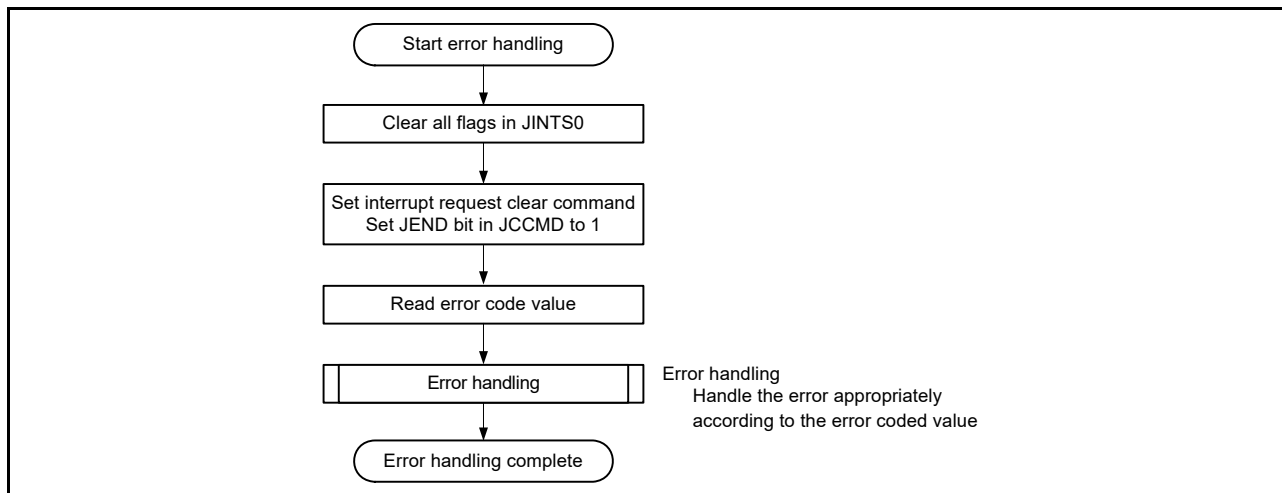 Start error handling
Clear all flags in JINTS0
Set interrupt request clear command
Set JEND bit in JCCMD to 1
Read error code value
Error handling
Error handling
Handle the error appropriately
according to the error coded value
Error handling complete